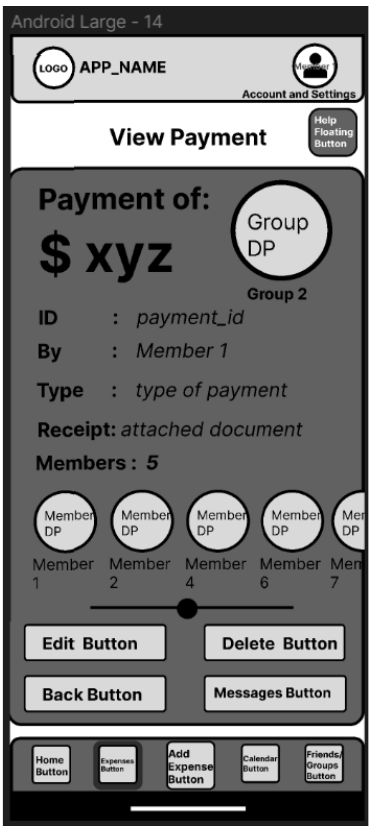 Android Large - 14
LOGO APP_NAME
Member 1
Account and Settings
View Payment
Help
Floating
Button
Payment of:
$ xyz
Group
DP
Group 2
ID : payment_id
By : Member 1
Type : type of payment
Receipt: attached document
Members : 5
Member Member Member Member Mem
DP DP DP DP DP
Member Member Member Member Mem
1 2 4 6 7
Edit Button Delete Button
Back Button Messages Button
Home
Button
Expenses
Button
Add
Expense
Button
Calendar
Button
Friends/
Groups
Button